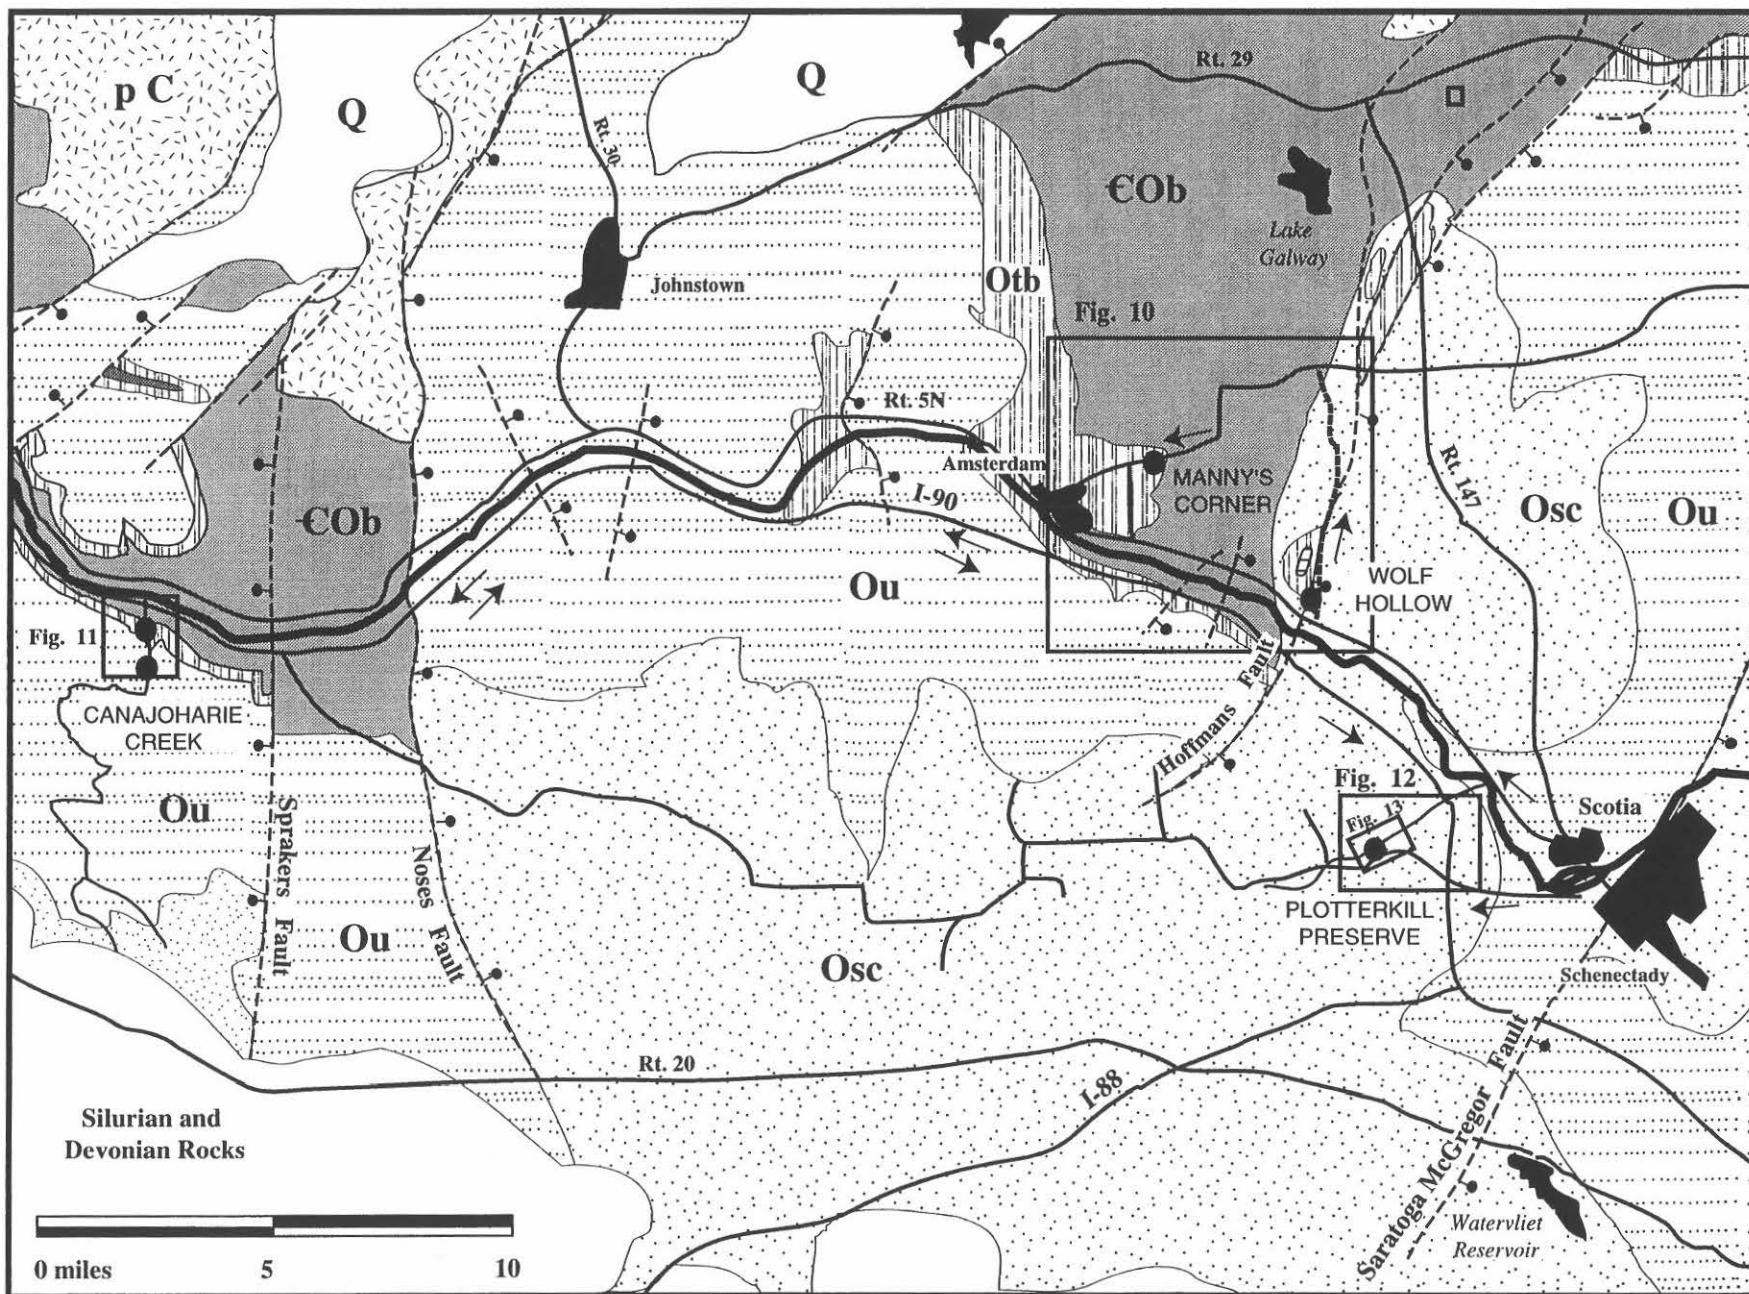 p C
Q
Q
Rt. 29
Rt. 30
ꞒOb
Lake
Galway
Johnstown
Otb
Fig. 10
Rt. 5N
Amsterdam
MANNY'S
CORNER
I-90
Rt. 147
Osc
Ou
ꞒOb
Ou
WOLF
HOLLOW
Fig. 11
CANAJOHARIE
CREEK
Hoffmans Fault
Fig. 12
Fig. 13
Scotia
Ou
Sprakers Fault
Noses Fault
Ou
PLOTTERKILL
PRESERVE
Osc
Schenectady
Rt. 20
I-88
Saratoga McGregor Fault
Silurian and
Devonian Rocks
Watervliet
Reservoir
0 miles 5 10